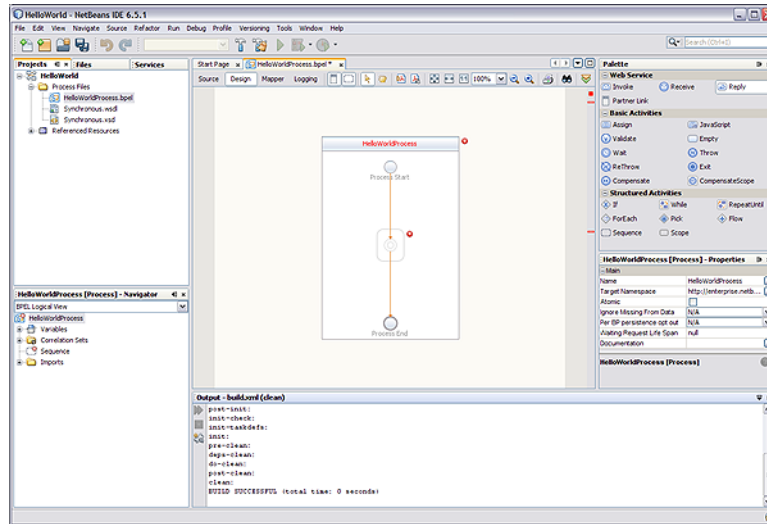 HelloWorld - NetBeans IDE 6.5.1
File Edit View Navigate Source Refactor Run Debug Profile Versioning Tools Window Help
Search (Ctrl+I)
Projects Files Services
HelloWorld
Process Files
HelloWorldProcess.bpel
Synchronous.wsdl
Synchronous.xsd
Referenced Resources
Start Page HelloWorldProcess.bpel *
Source Design Mapper Logging 100%
HelloWorldProcess
Process Start
Process End
Palette
Web Service
Invoke Receive Reply
Partner Link
Basic Activities
Assign JavaScript
Validate Empty
Wait Throw
ReThrow Exit
Compensate CompensateScope
Structured Activities
If While RepeatUntil
ForEach Pick Flow
Sequence Scope
HelloWorldProcess [Process] - Properties
Main
Name HelloWorldProcess
Target Namespace http://enterprise.netb...
Atomic
Ignore Missing From Data N/A
Per BP persistence opt out N/A
Waiting Request Life Span null
Documentation
HelloWorldProcess [Process]
HelloWorldProcess [Process] - Navigator
BPEL Logical View
HelloWorldProcess
Variables
Correlation Sets
Sequence
Imports
Output - build.xml (clean)
post-init:
init-check:
init-taskdefs:
init:
pre-clean:
deps-clean:
do-clean:
post-clean:
clean:
BUILD SUCCESSFUL (total time: 0 seconds)